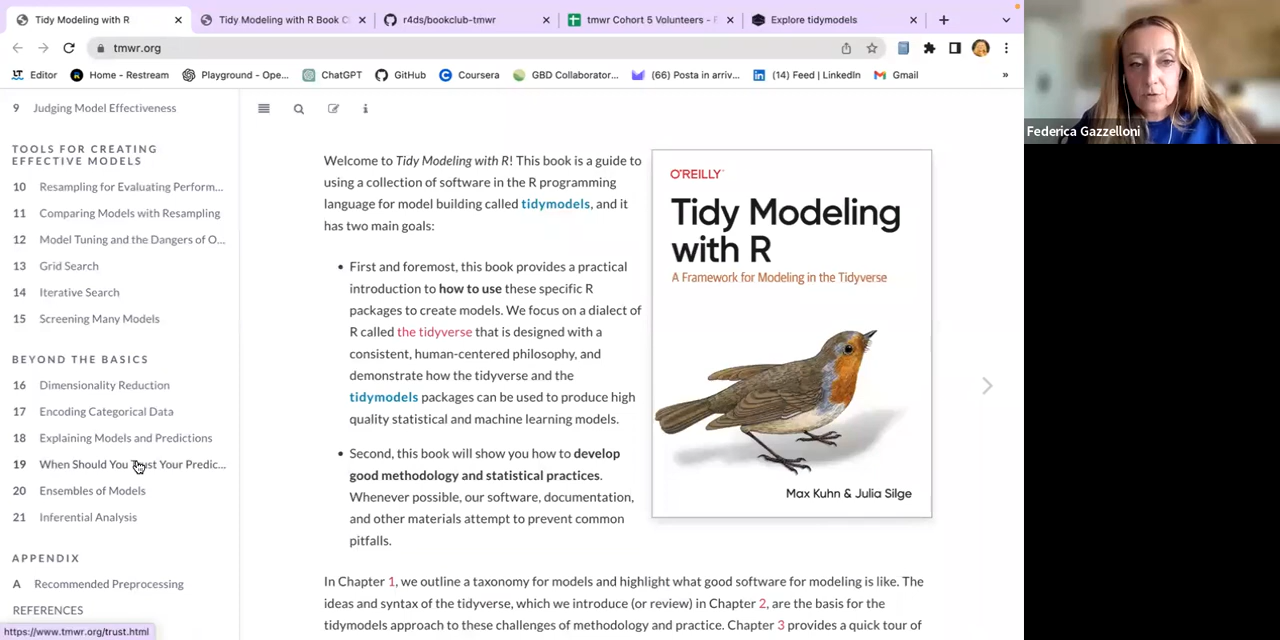 Tidy Modeling with R
Tidy Modeling with R Book C
r4ds/bookclub-tmwr
tmwr Cohort 5 Volunteers - F
Explore tidymodels
tmwr.org
Editor
Home - Restream
Playground - Ope...
ChatGPT
GitHub
Coursera
GBD Collaborator...
(66) Posta in arriv...
(14) Feed | LinkedIn
Gmail
»
9 Judging Model Effectiveness
TOOLS FOR CREATING
EFFECTIVE MODELS
10 Resampling for Evaluating Perform...
11 Comparing Models with Resampling
12 Model Tuning and the Dangers of O...
13 Grid Search
14 Iterative Search
15 Screening Many Models
BEYOND THE BASICS
16 Dimensionality Reduction
17 Encoding Categorical Data
18 Explaining Models and Predictions
19 When Should You Trust Your Predic...
20 Ensembles of Models
21 Inferential Analysis
APPENDIX
A Recommended Preprocessing
REFERENCES
https://www.tmwr.org/trust.html
Welcome to Tidy Modeling with R! This book is a guide to
using a collection of software in the R programming
language for model building called tidymodels, and it
has two main goals:
• First and foremost, this book provides a practical
introduction to how to use these specific R
packages to create models. We focus on a dialect of
R called the tidyverse that is designed with a
consistent, human-centered philosophy, and
demonstrate how the tidyverse and the
tidymodels packages can be used to produce high
quality statistical and machine learning models.
• Second, this book will show you how to develop
good methodology and statistical practices.
Whenever possible, our software, documentation,
and other materials attempt to prevent common
pitfalls.
In Chapter 1, we outline a taxonomy for models and highlight what good software for modeling is like. The
ideas and syntax of the tidyverse, which we introduce (or review) in Chapter 2, are the basis for the
tidymodels approach to these challenges of methodology and practice. Chapter 3 provides a quick tour of
O'REILLY
Tidy Modeling
with R
A Framework for Modeling in the Tidyverse
Max Kuhn & Julia Silge
Federica Gazzelloni